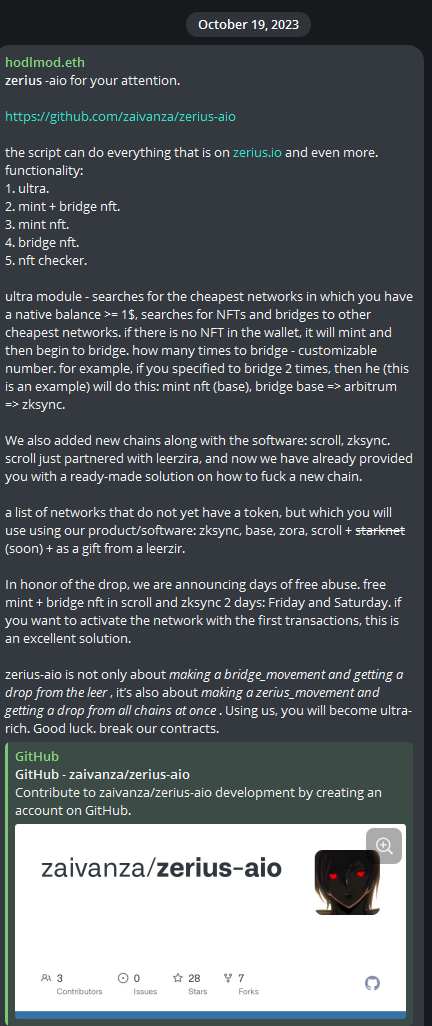 October 19, 2023
hodlmod.eth
zerius -aio for your attention.
https://github.com/zaivanza/zerius-aio
the script can do everything that is on zerius.io and even more.
functionality:
1. ultra.
2. mint + bridge nft.
3. mint nft.
4. bridge nft.
5. nft checker.
ultra module - searches for the cheapest networks in which you have
a native balance >= 1$, searches for NFTs and bridges to other
cheapest networks. if there is no NFT in the wallet, it will mint and
then begin to bridge. how many times to bridge - customizable
number. for example, if you specified to bridge 2 times, then he (this
is an example) will do this: mint nft (base), bridge base => arbitrum
=> zksync.
We also added new chains along with the software: scroll, zksync.
scroll just partnered with leerzira, and now we have already provided
you with a ready-made solution on how to fuck a new chain.
a list of networks that do not yet have a token, but which you will
use using our product/software: zksync, base, zora, scroll + starknet
(soon) + as a gift from a leerzir.
In honor of the drop, we are announcing days of free abuse. free
mint + bridge nft in scroll and zksync 2 days: Friday and Saturday. if
you want to activate the network with the first transactions, this is
an excellent solution.
zerius-aio is not only about making a bridge_movement and getting a
drop from the leer , it's also about making a zerius_movement and
getting a drop from all chains at once . Using us, you will become ultra-
rich. Good luck. break our contracts.
GitHub
GitHub - zaivanza/zerius-aio
Contribute to zaivanza/zerius-aio development by creating an
account on GitHub.
zaivanza/zerius-aio
3 Contributors
0 Issues
28 Stars
7 Forks